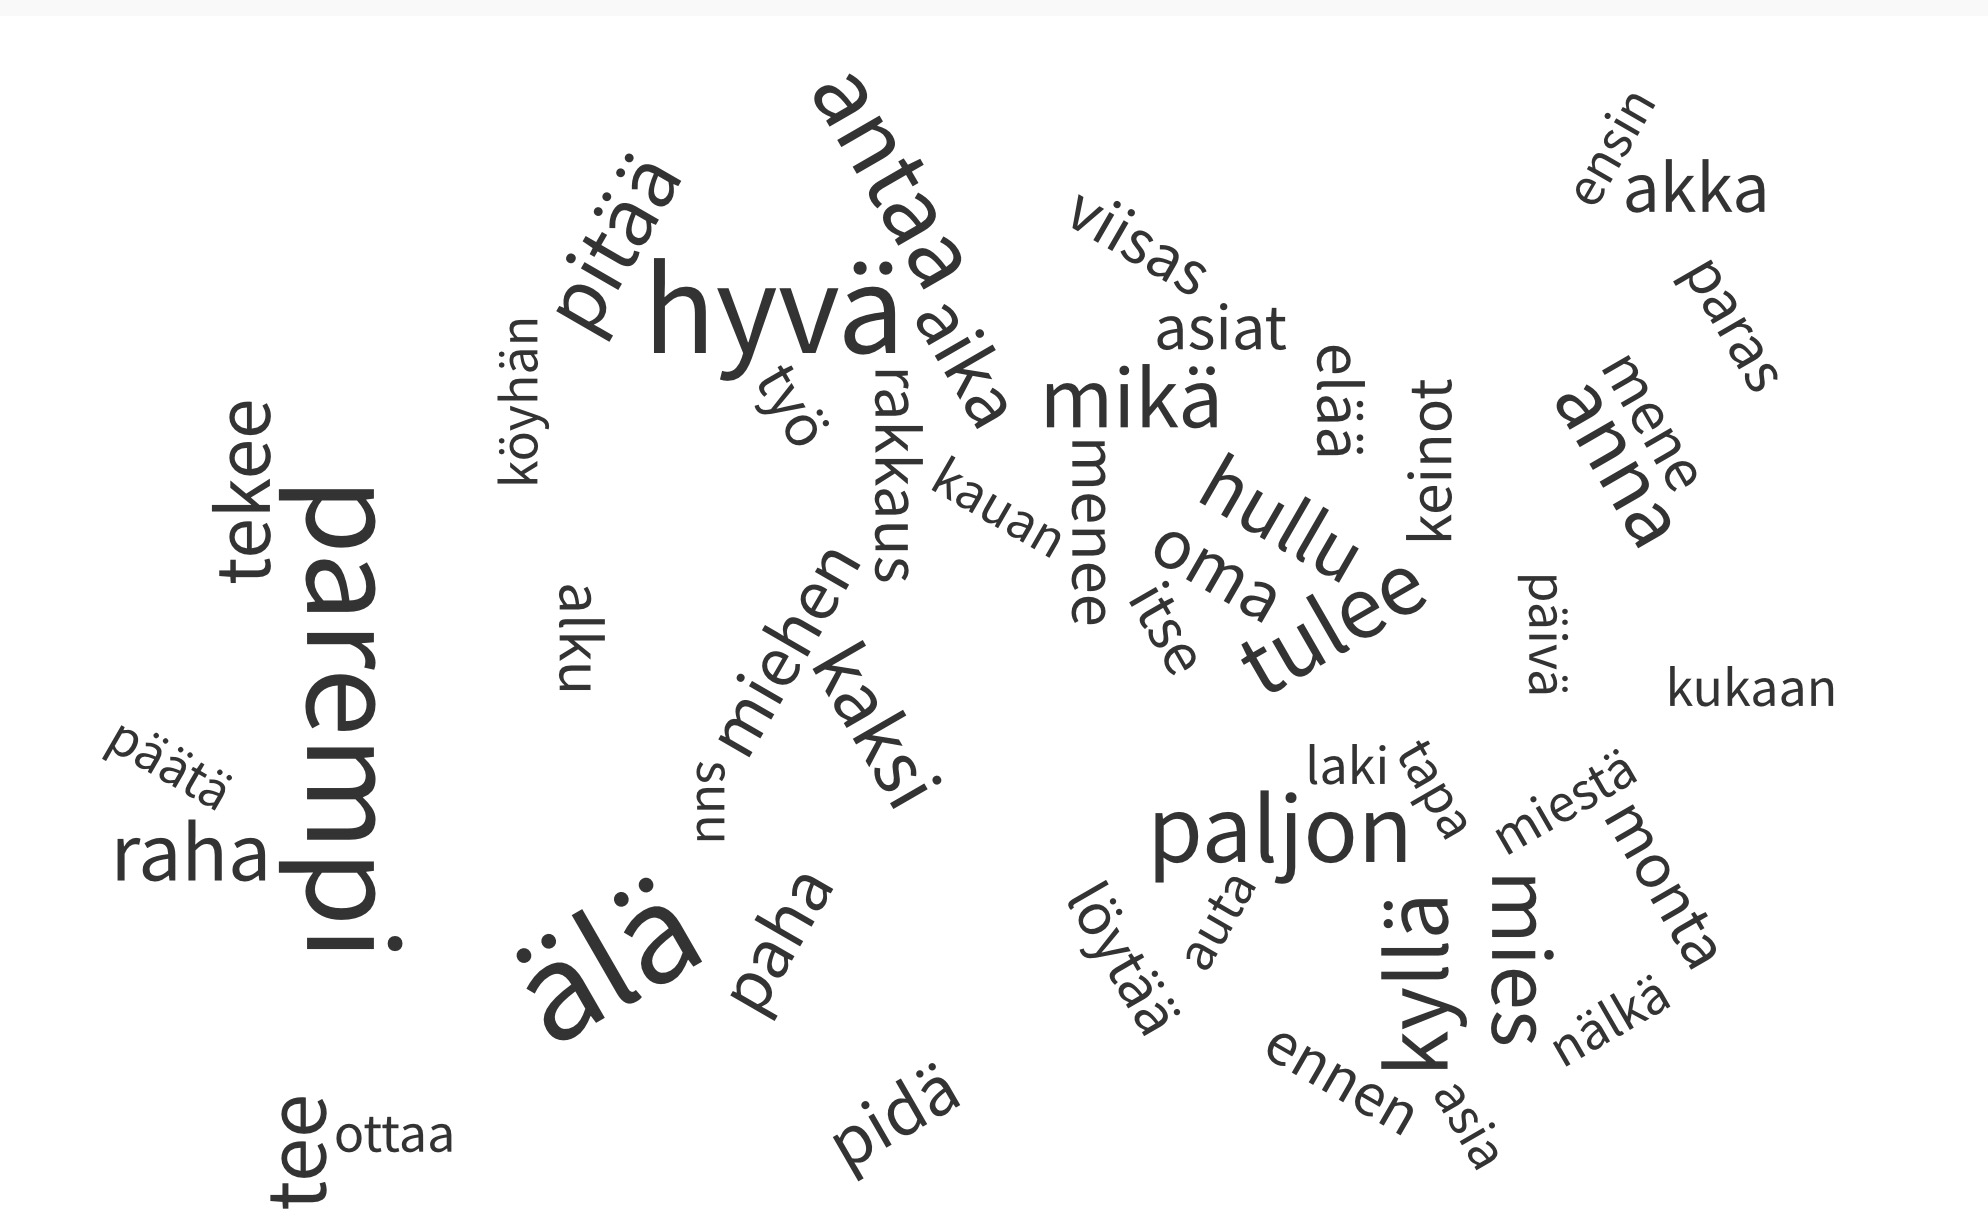 ensin
akka
antaa
pitää
viisas
hyvä
paras
aika
asiat
köyhän
työ
rakkaus
mikä
elää
keinot
mene
anna
tekee
kauan
menee
hullu
parempi
oma
tulee
alku
miehen
itse
päivä
kaksi
kukaan
päätä
suu
laki
tapa
miestä
raha
paljon
monta
älä
paha
löytää
auta
kyllä
mies
nälkä
ennen
pidä
asia
tee
ottaa